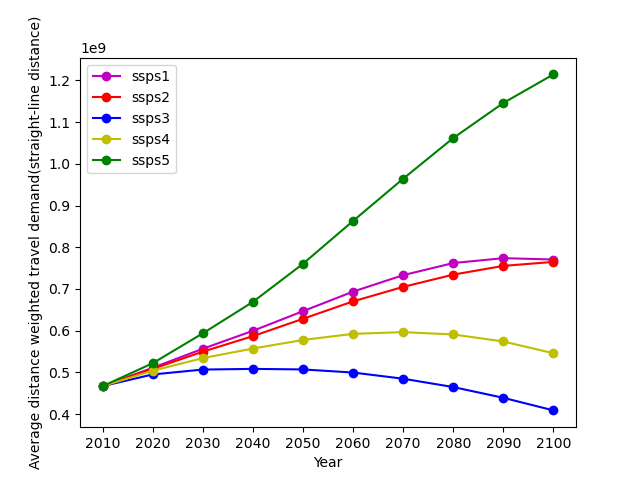 1e9
ssps1
ssps2
ssps3
ssps4
ssps5
1.2
1.1
1.0
0.9
0.8
0.7
0.6
0.5
0.4
Average distance weighted travel demand(straight-line distance)
2010 2020 2030 2040 2050 2060 2070 2080 2090 2100
Year